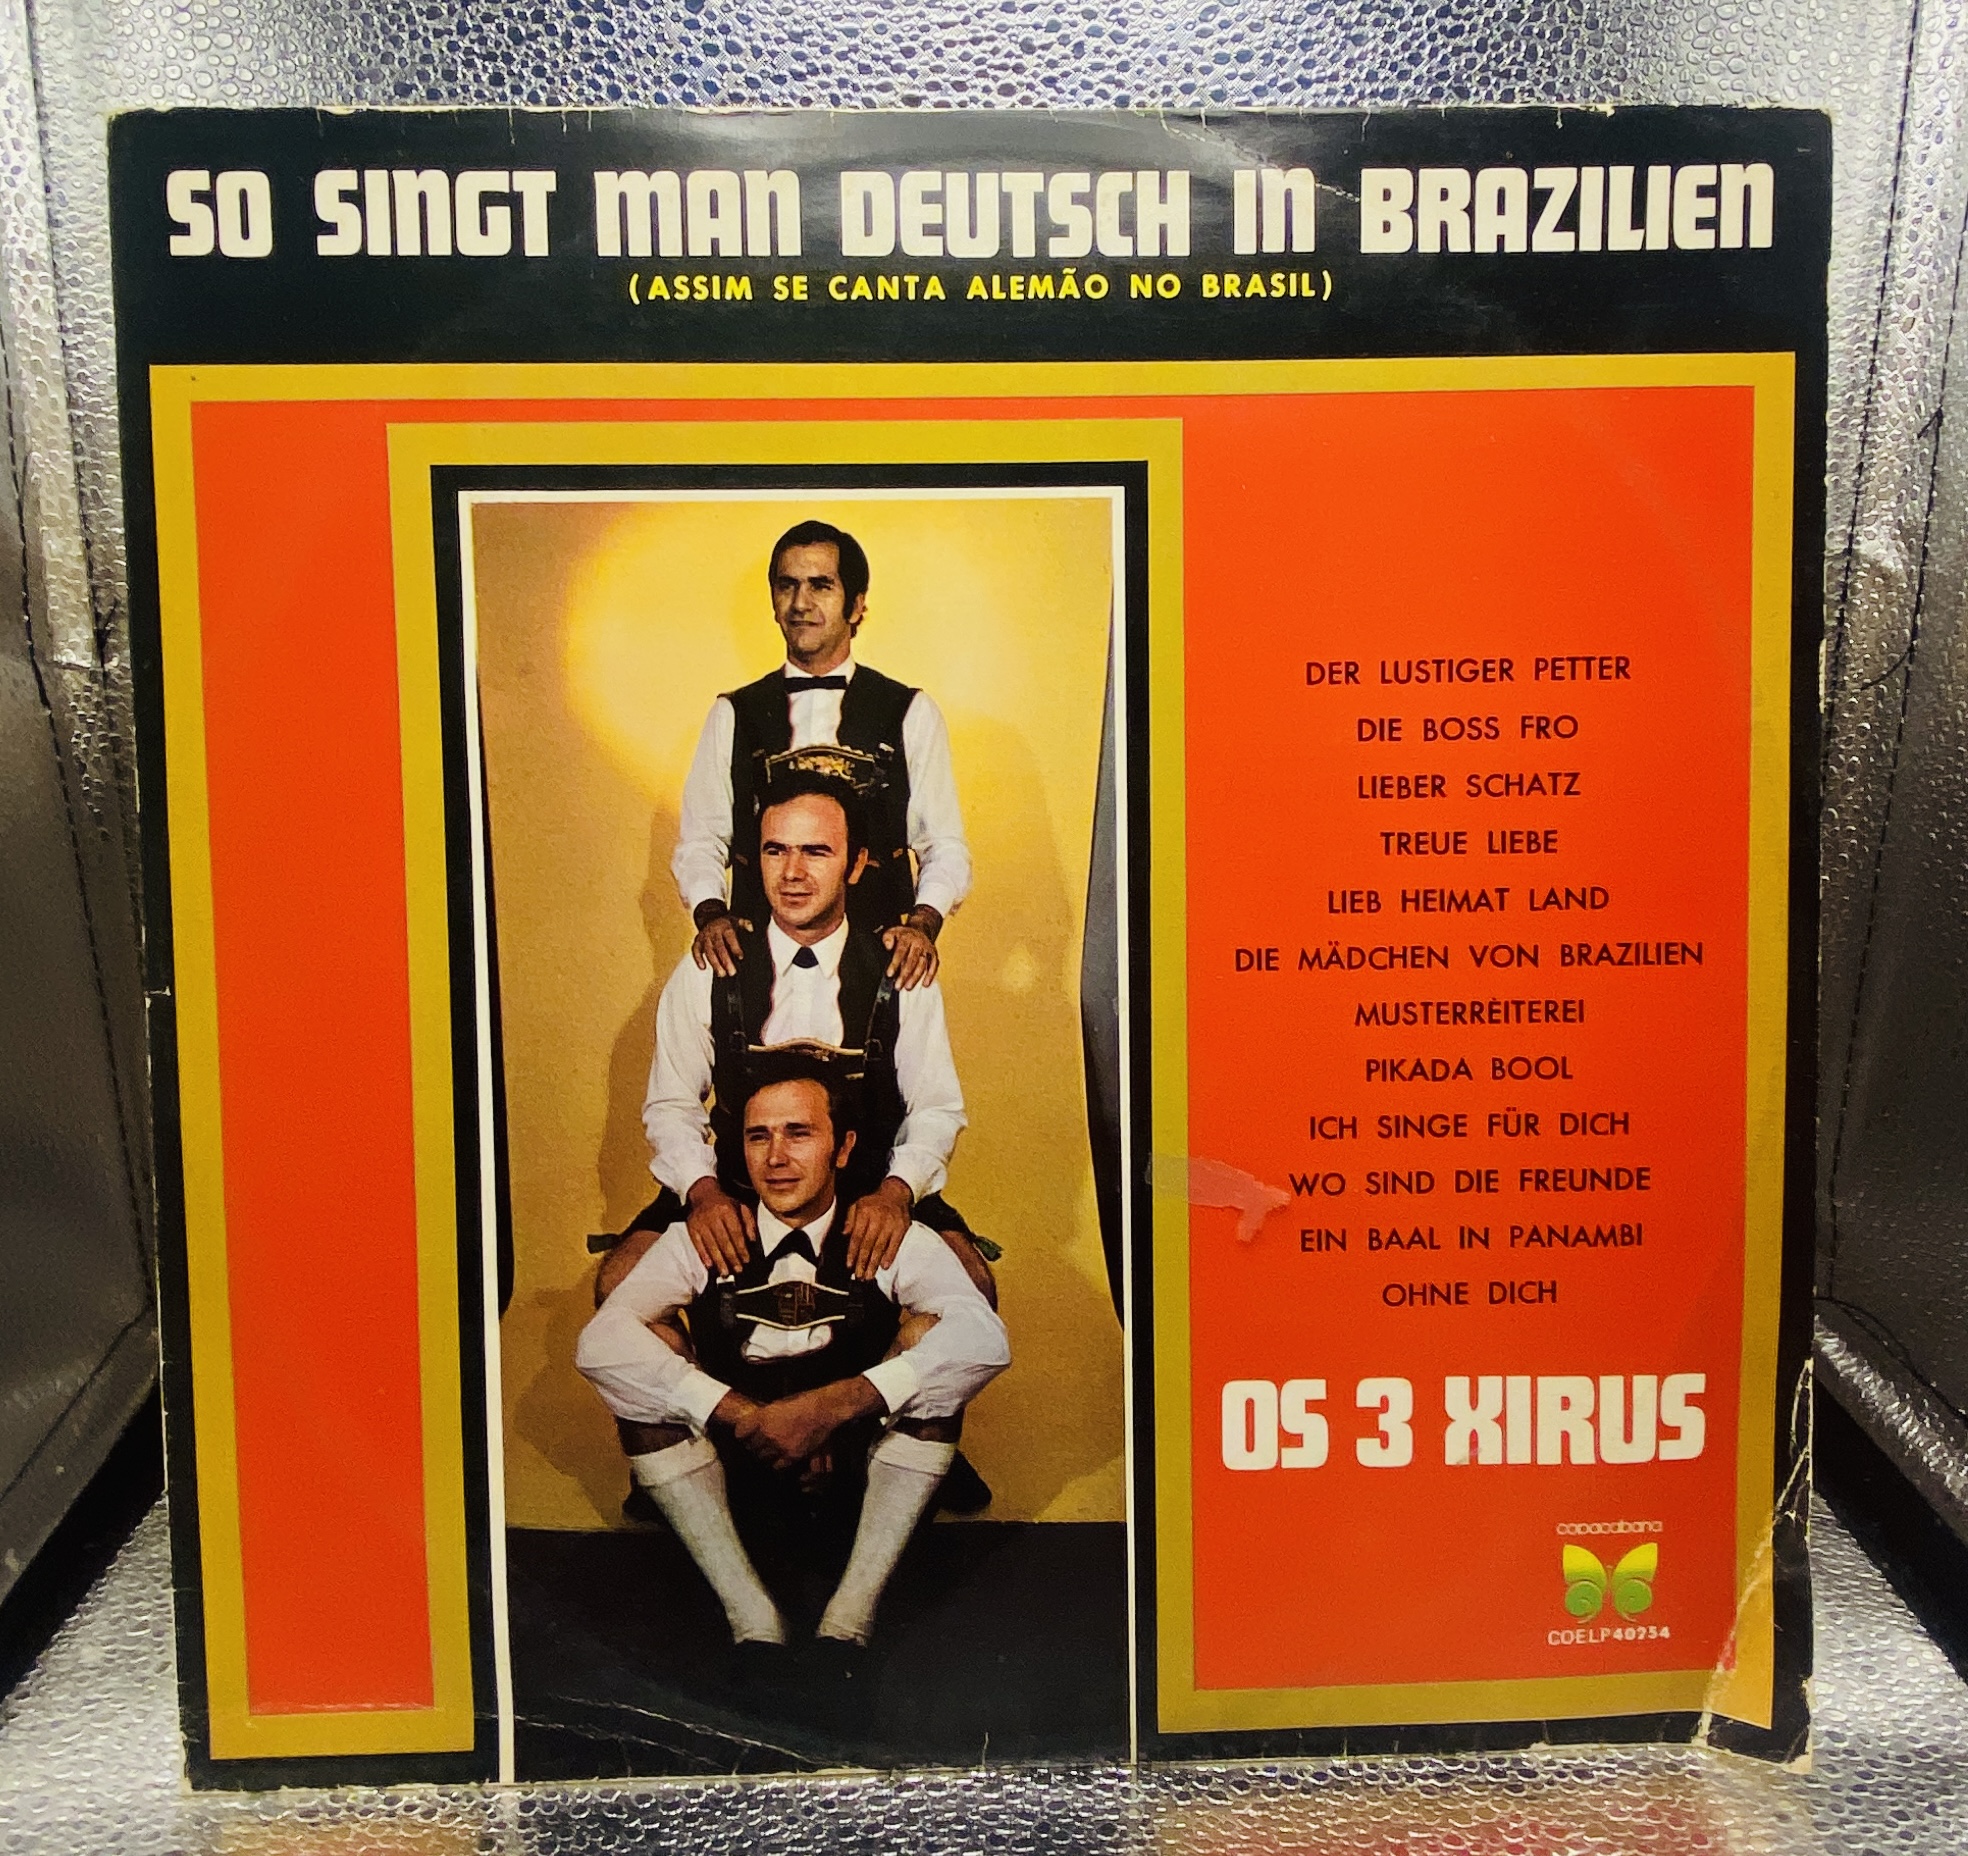 SO SINGT MAN DEUTSCH IN BRAZILIEN
(ASSIM SE CANTA ALEMÃO NO BRASIL)
DER LUSTIGER PETTER
DIE BOSS FRO
LIEBER SCHATZ
TREUE LIEBE
LIEB HEIMAT LAND
DIE MÄDCHEN VON BRAZILIEN
MUSTERREITEREI
PIKADA BOOL
ICH SINGE FÜR DICH
WO SIND DIE FREUNDE
EIN BAAL IN PANAMBI
OHNE DICH
OS 3 XIRUS
copacabana
COELP 40254